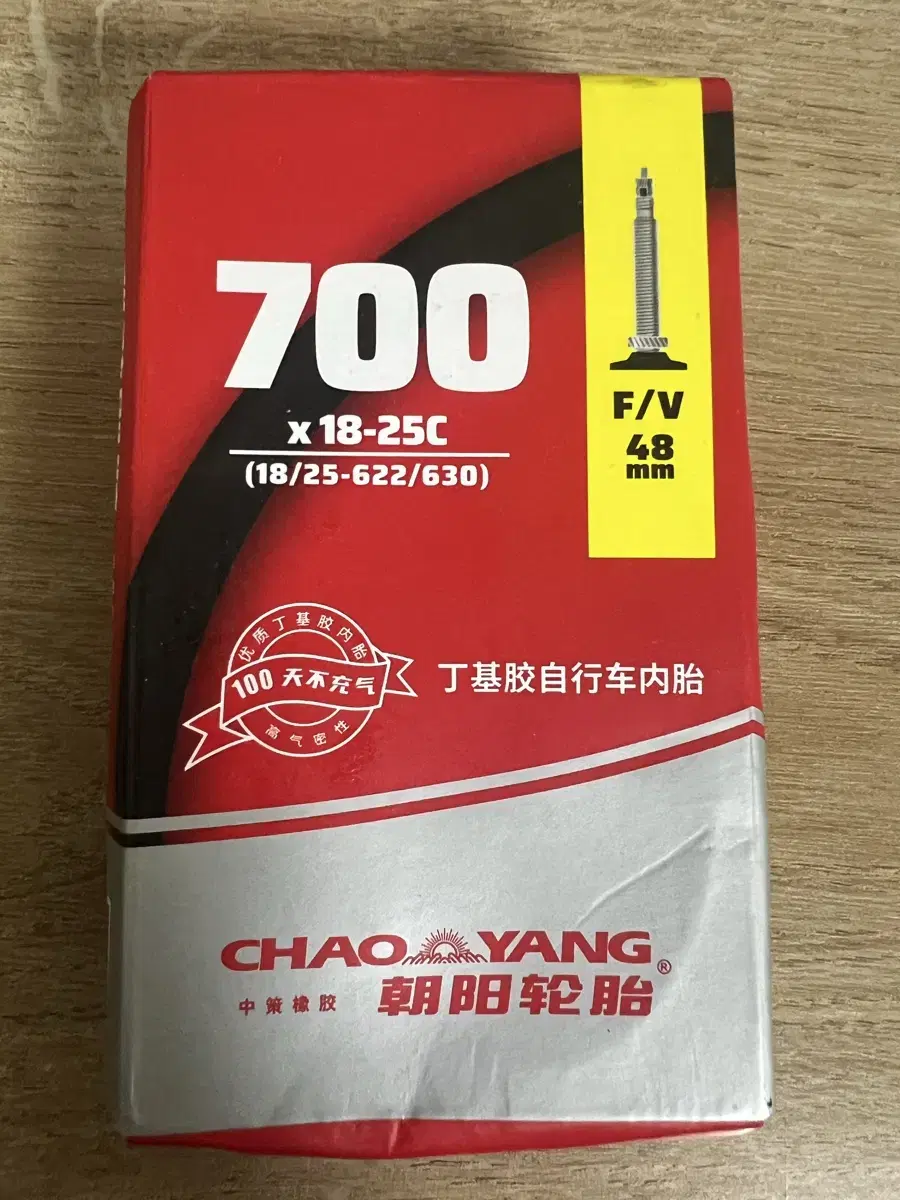 700
x 18-25C
(18/25-622/630)
F/V
48
mm
优质丁基胶内胎
100 天不充气
高气密性
丁基胶自行车内胎
CHAO YANG®
中策橡胶 朝阳轮胎